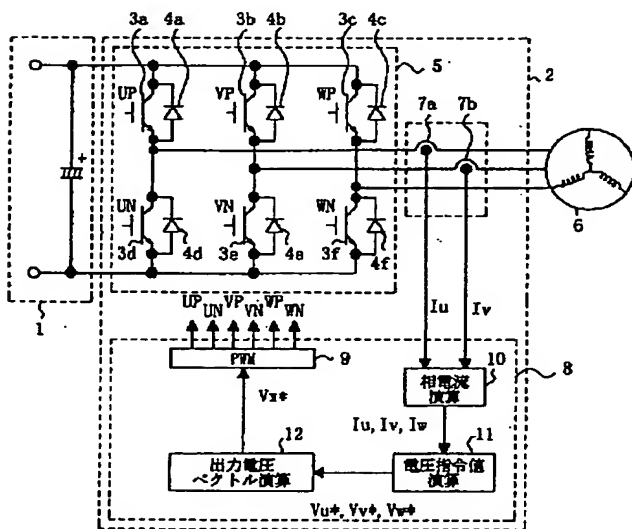 3a 4a 3b 4b 3c 4c
5
2
UP VP WP
7a 7b
6
UN VN WN
3d 4d 3e 4e 3f 4f
1
UP UN VP VN WP WN
Iu Iv
PWM
9
10
8
相電流
演算
Vx*
Iu, Iv, Iw
12
11
出力電圧
ベクトル演算
電圧指令値
演算
Vu*, Vv*, Vw*